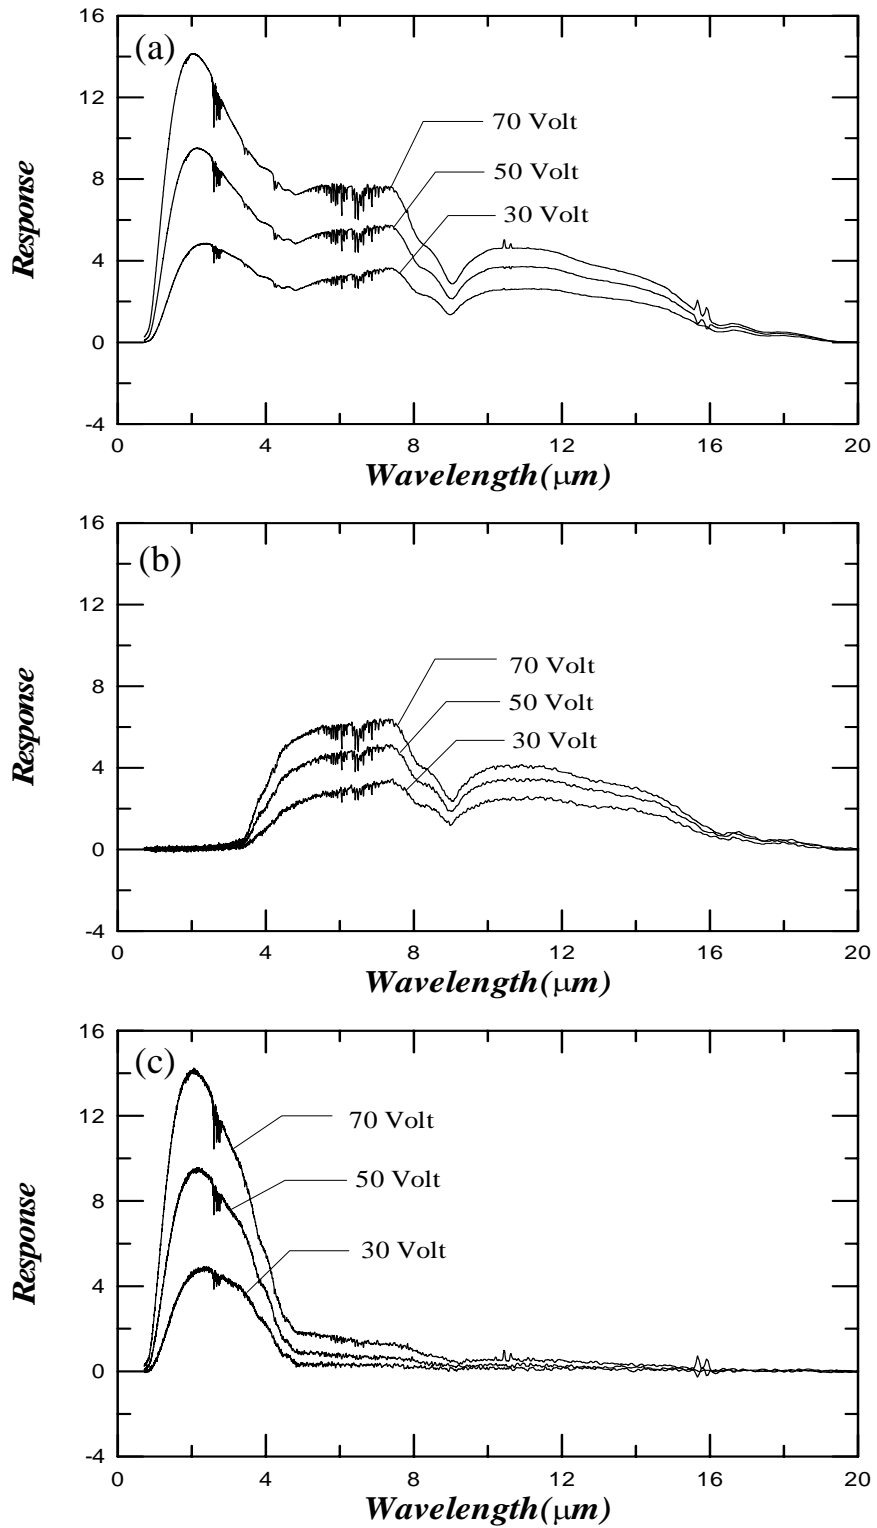 16
(a)
12
70 Volt
50 Volt
8
30 Volt
4
0
-4
Response
0 4 8 12 16 20
Wavelength(μm)
16
(b)
12
8
70 Volt
50 Volt
30 Volt
4
0
-4
Response
0 4 8 12 16 20
Wavelength(μm)
16
(c)
12
70 Volt
50 Volt
8
30 Volt
4
0
-4
Response
0 4 8 12 16 20
Wavelength(μm)